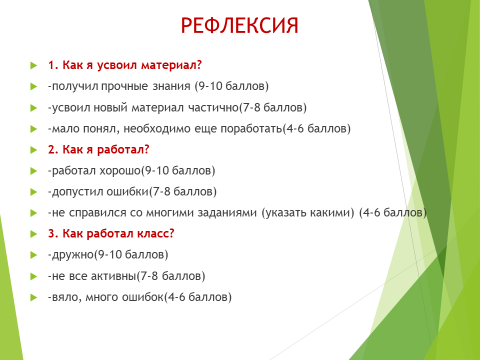 РЕФЛЕКСИЯ
1. Как я усвоил материал?
-получил прочные знания (9-10 баллов)
-усвоил новый материал частично(7-8 баллов)
-мало понял, необходимо еще поработать(4-6 баллов)
2. Как я работал?
-работал хорошо(9-10 баллов)
-допустил ошибки(7-8 баллов)
-не справился со многими заданиями (указать какими) (4-6 баллов)
3. Как работал класс?
-дружно(9-10 баллов)
-не все активны(7-8 баллов)
-вяло, много ошибок(4-6 баллов)